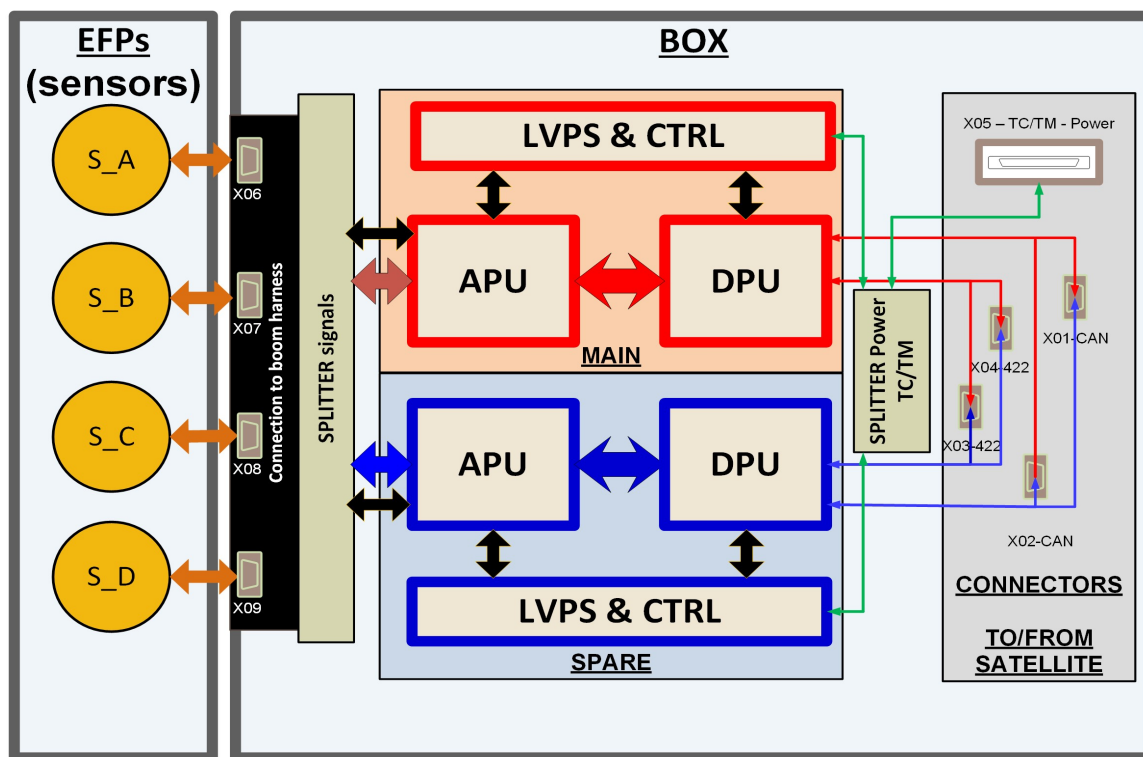 EFPs
(sensors)
S_A
S_B
S_C
S_D
BOX
X06
X07
X08
X09
Connection to boom harness
SPLITTER signals
LVPS & CTRL
APU
DPU
MAIN
APU
DPU
LVPS & CTRL
SPARE
SPLITTER Power
TC/TM
X05 – TC/TM - Power
X01-CAN
X04-422
X03-422
X02-CAN
CONNECTORS
TO/FROM
SATELLITE